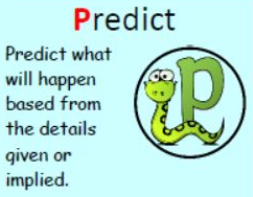 Predict
Predict what
will happen
based from
the details
given or
implied.
p